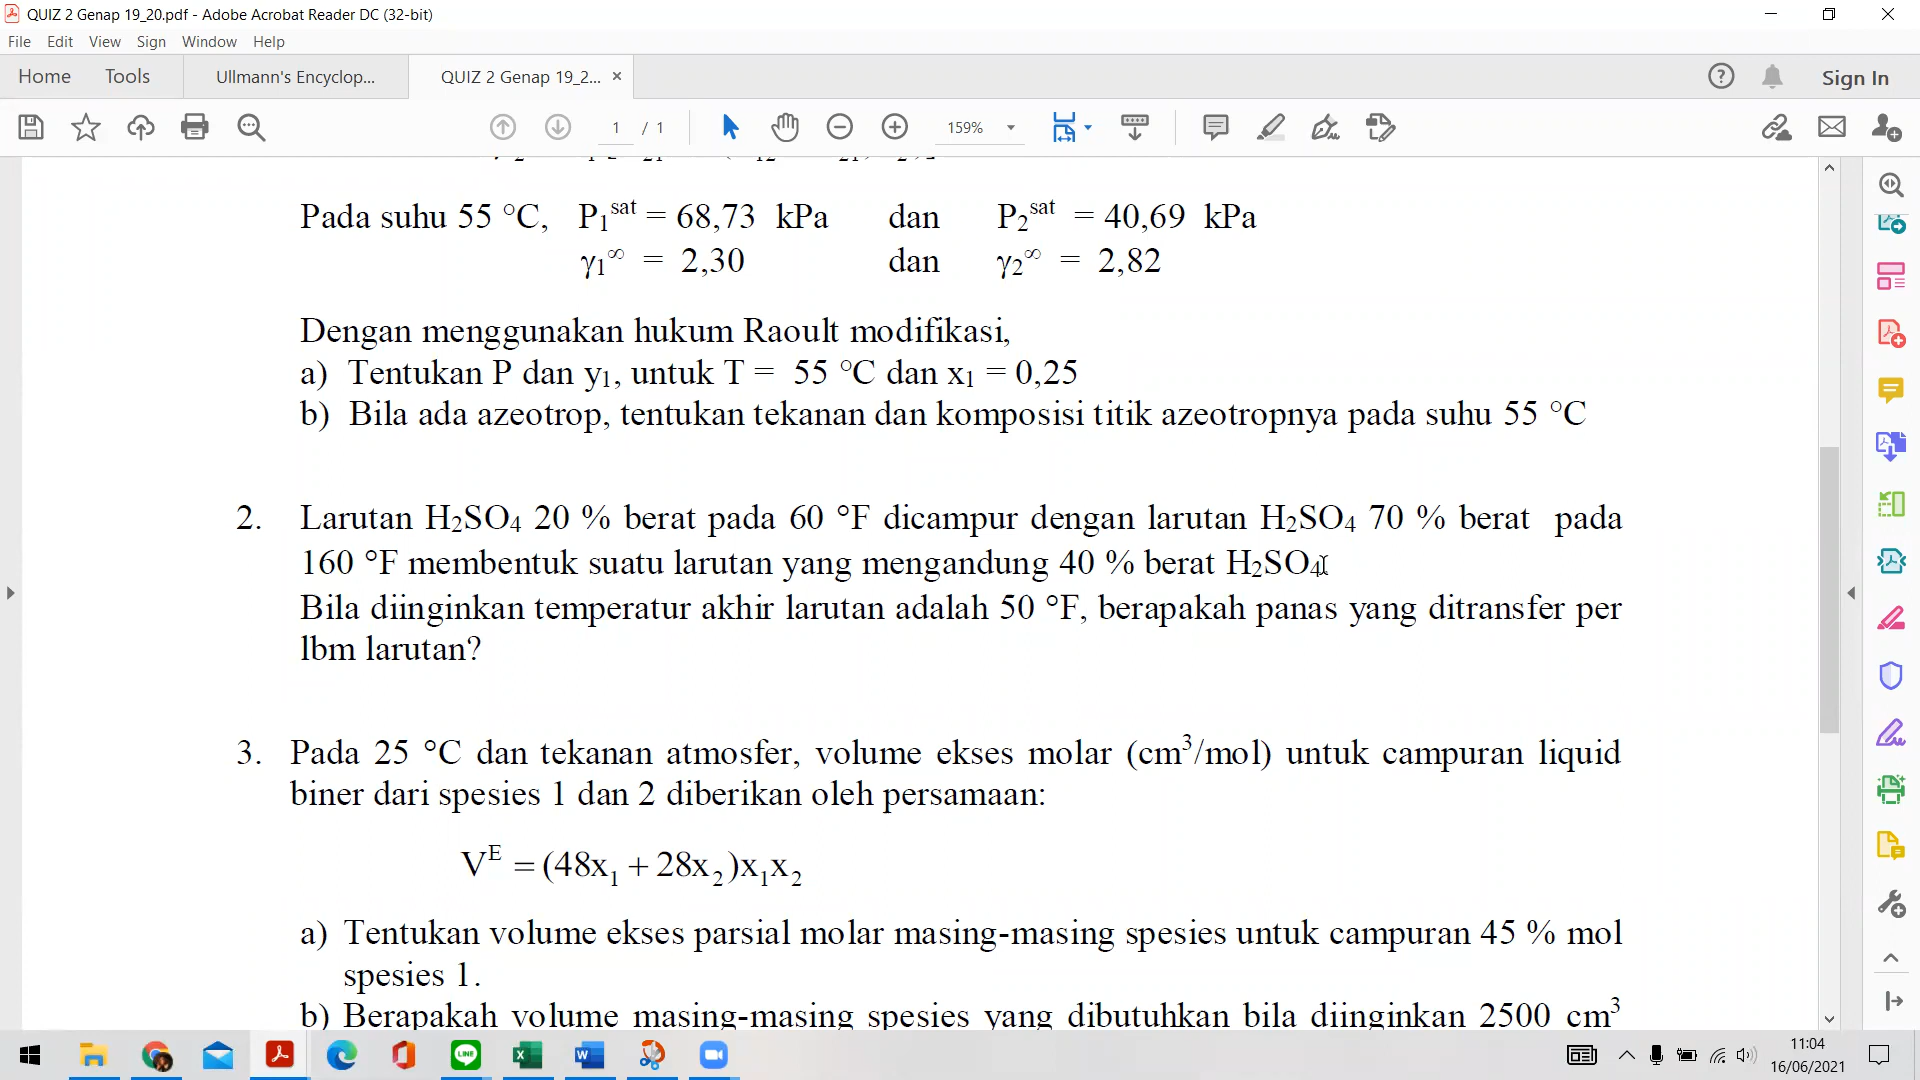 QUIZ 2 Genap 19_20.pdf - Adobe Acrobat Reader DC (32-bit)
File Edit View Sign Window Help
Home Tools Ullmann's Encyclop... QUIZ 2 Genap 19_2... × Sign In
1 / 1 159%
Pada suhu 55 °C, P₁ˢᵃᵗ = 68,73 kPa dan P₂ˢᵃᵗ = 40,69 kPa
γ₁^∞ = 2,30 dan γ₂^∞ = 2,82
Dengan menggunakan hukum Raoult modifikasi,
a) Tentukan P dan y₁, untuk T = 55 °C dan x₁ = 0,25
b) Bila ada azeotrop, tentukan tekanan dan komposisi titik azeotropnya pada suhu 55 °C
2. Larutan H₂SO₄ 20 % berat pada 60 °F dicampur dengan larutan H₂SO₄ 70 % berat pada
160 °F membentuk suatu larutan yang mengandung 40 % berat H₂SO₄.
Bila diinginkan temperatur akhir larutan adalah 50 °F, berapakah panas yang ditransfer per
lbm larutan?
3. Pada 25 °C dan tekanan atmosfer, volume ekses molar (cm³/mol) untuk campuran liquid
biner dari spesies 1 dan 2 diberikan oleh persamaan:
Vᴱ = (48x₁ + 28x₂)x₁x₂
a) Tentukan volume ekses parsial molar masing-masing spesies untuk campuran 45 % mol
spesies 1.
b) Berapakah volume masing-masing spesies yang dibutuhkan bila diinginkan 2500 cm³
11:04
16/06/2021